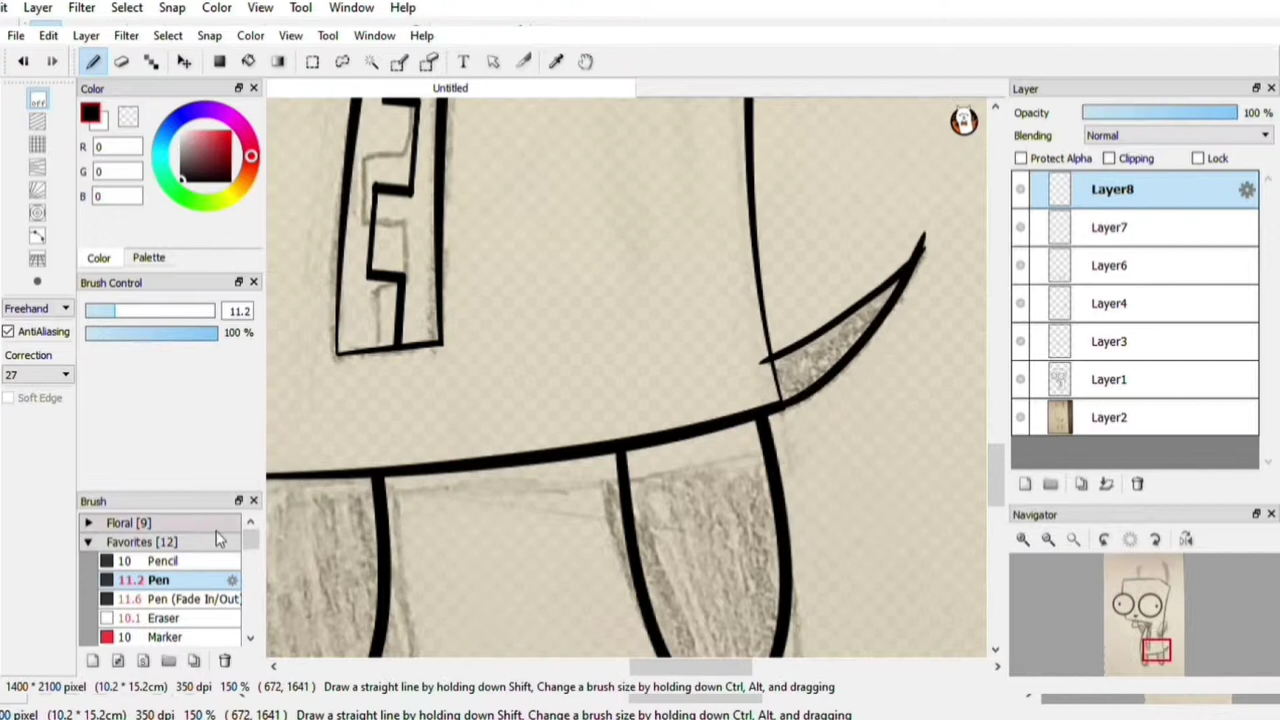 it Layer Filter Select Snap Color View Tool Window Help
File Edit Layer Filter Select Snap Color View Tool Window Help
Untitled
Color
R 0
G 0
B 0
Color Palette
Brush Control
11.2
100 %
off
Freehand
AntiAliasing
Correction
27
Soft Edge
Brush
Floral [9]
Favorites [12]
10 Pencil
11.2 Pen
11.6 Pen (Fade In/Out)
10.1 Eraser
10 Marker
Layer
Opacity 100 %
Blending Normal
Protect Alpha Clipping Lock
Layer8
Layer7
Layer6
Layer4
Layer3
Layer1
Layer2
Navigator
1400 * 2100 pixel (10.2 * 15.2cm) 350 dpi 150 % ( 672, 1641) Draw a straight line by holding down Shift, Change a brush size by holding down Ctrl, Alt, and dragging
00 pixel (10.2 * 15.2cm) 350 dpi 150 % ( 672, 1641) Draw a straight line by holding down Shift, Change a brush size by holding down Ctrl, Alt, and dragging